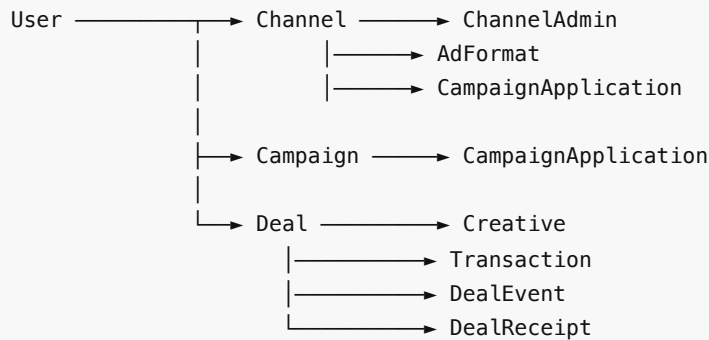 User Channel ChannelAdmin
AdFormat
CampaignApplication
Campaign CampaignApplication
Deal Creative
Transaction
DealEvent
DealReceipt